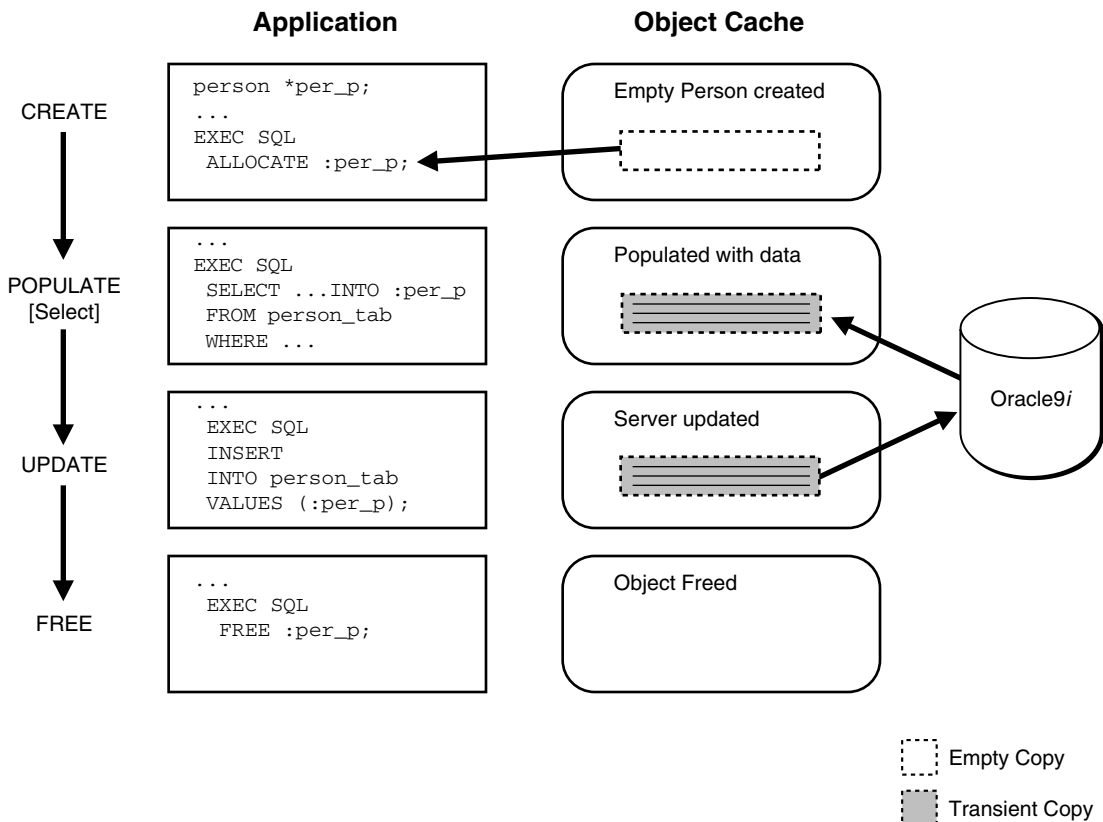 Application
Object Cache
CREATE
person *per_p;
...
EXEC SQL
ALLOCATE :per_p;
Empty Person created
POPULATE
[Select]
...
EXEC SQL
SELECT ...INTO :per_p
FROM person_tab
WHERE ...
Populated with data
Oracle9i
UPDATE
...
EXEC SQL
INSERT
INTO person_tab
VALUES (:per_p);
Server updated
FREE
...
EXEC SQL
FREE :per_p;
Object Freed
Empty Copy
Transient Copy